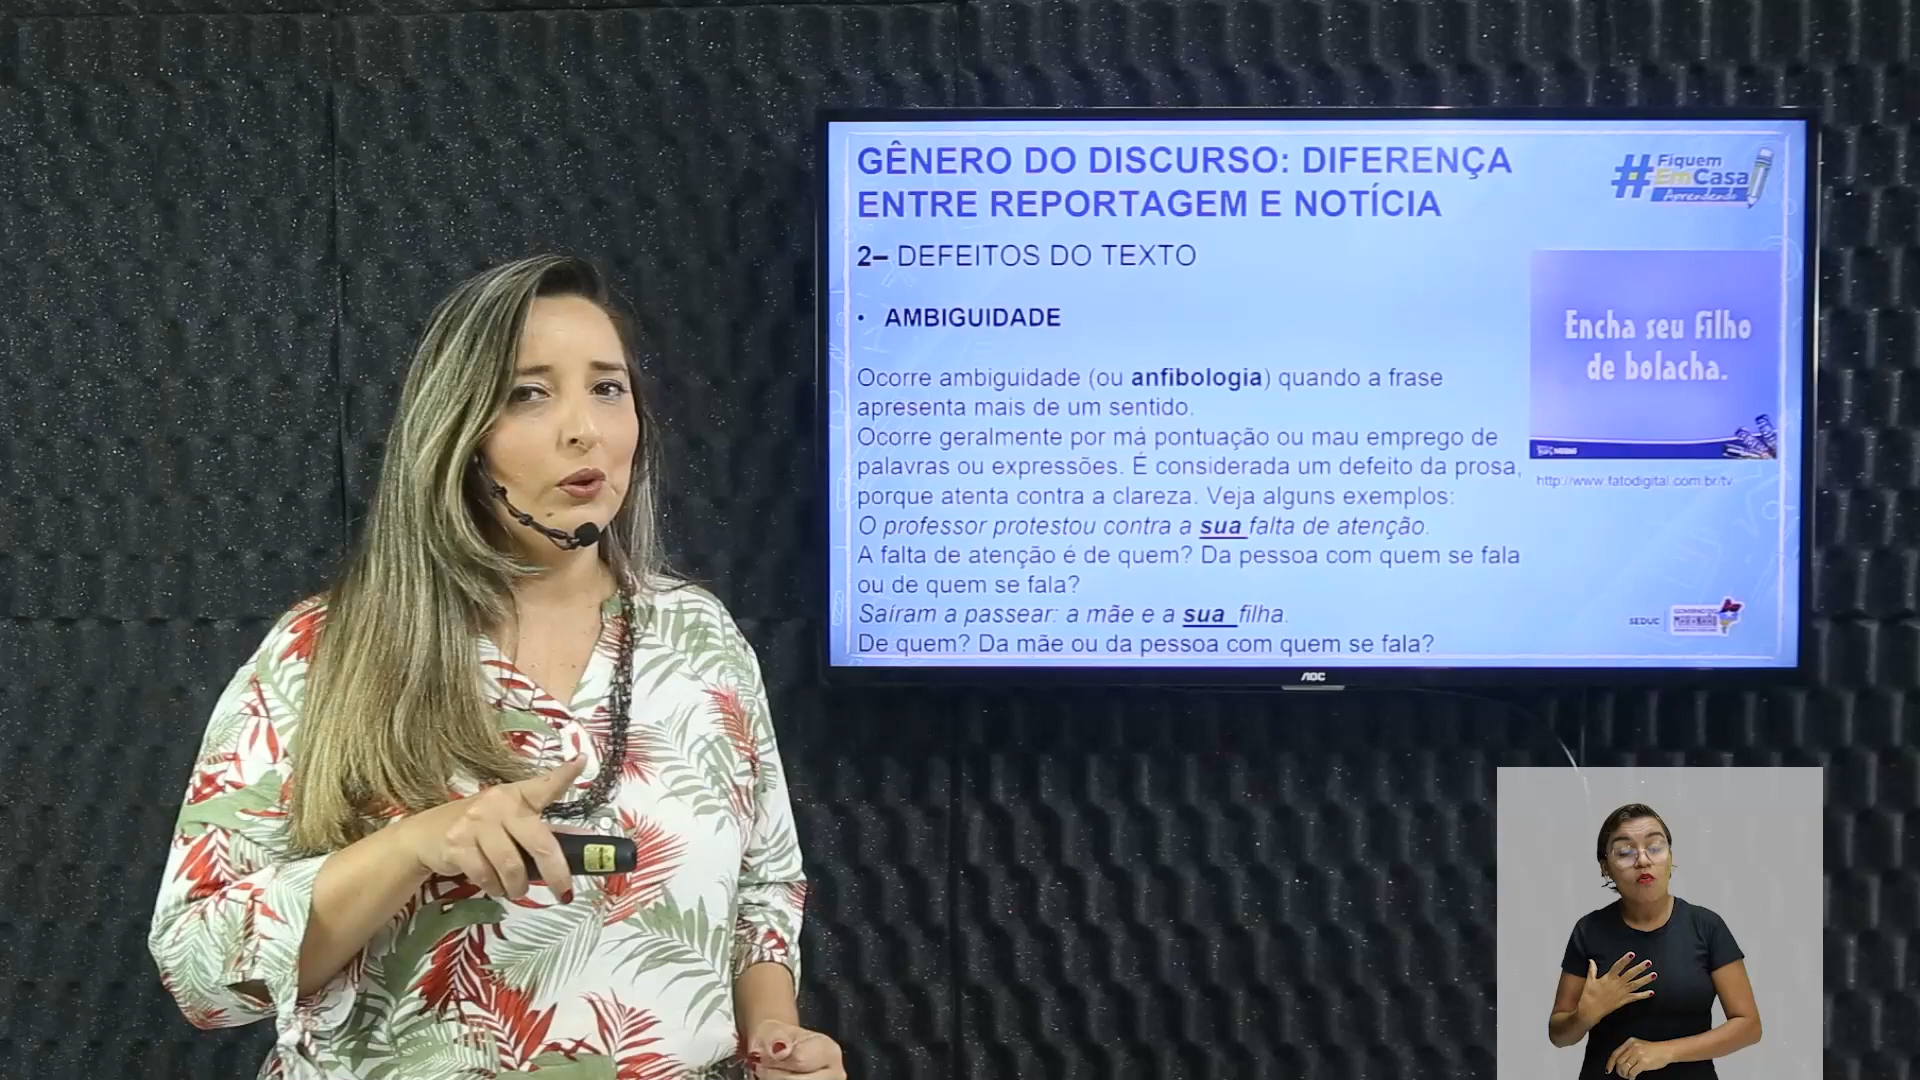 GÊNERO DO DISCURSO: DIFERENÇA
ENTRE REPORTAGEM E NOTÍCIA
#FiquemEmCasa
Aprendendo
2– DEFEITOS DO TEXTO
• AMBIGUIDADE
Ocorre ambiguidade (ou anfibologia) quando a frase
apresenta mais de um sentido.
Ocorre geralmente por má pontuação ou mau emprego de
palavras ou expressões. É considerada um defeito da prosa,
porque atenta contra a clareza. Veja alguns exemplos:
O professor protestou contra a sua falta de atenção.
A falta de atenção é de quem? Da pessoa com quem se fala
ou de quem se fala?
Saíram a passear: a mãe e a sua filha.
De quem? Da mãe ou da pessoa com quem se fala?
Encha seu filho
de bolacha.
http://www.fatodigital.com.br/tv
SEDUC
GOVERNO DO
MARANHÃO
AOC